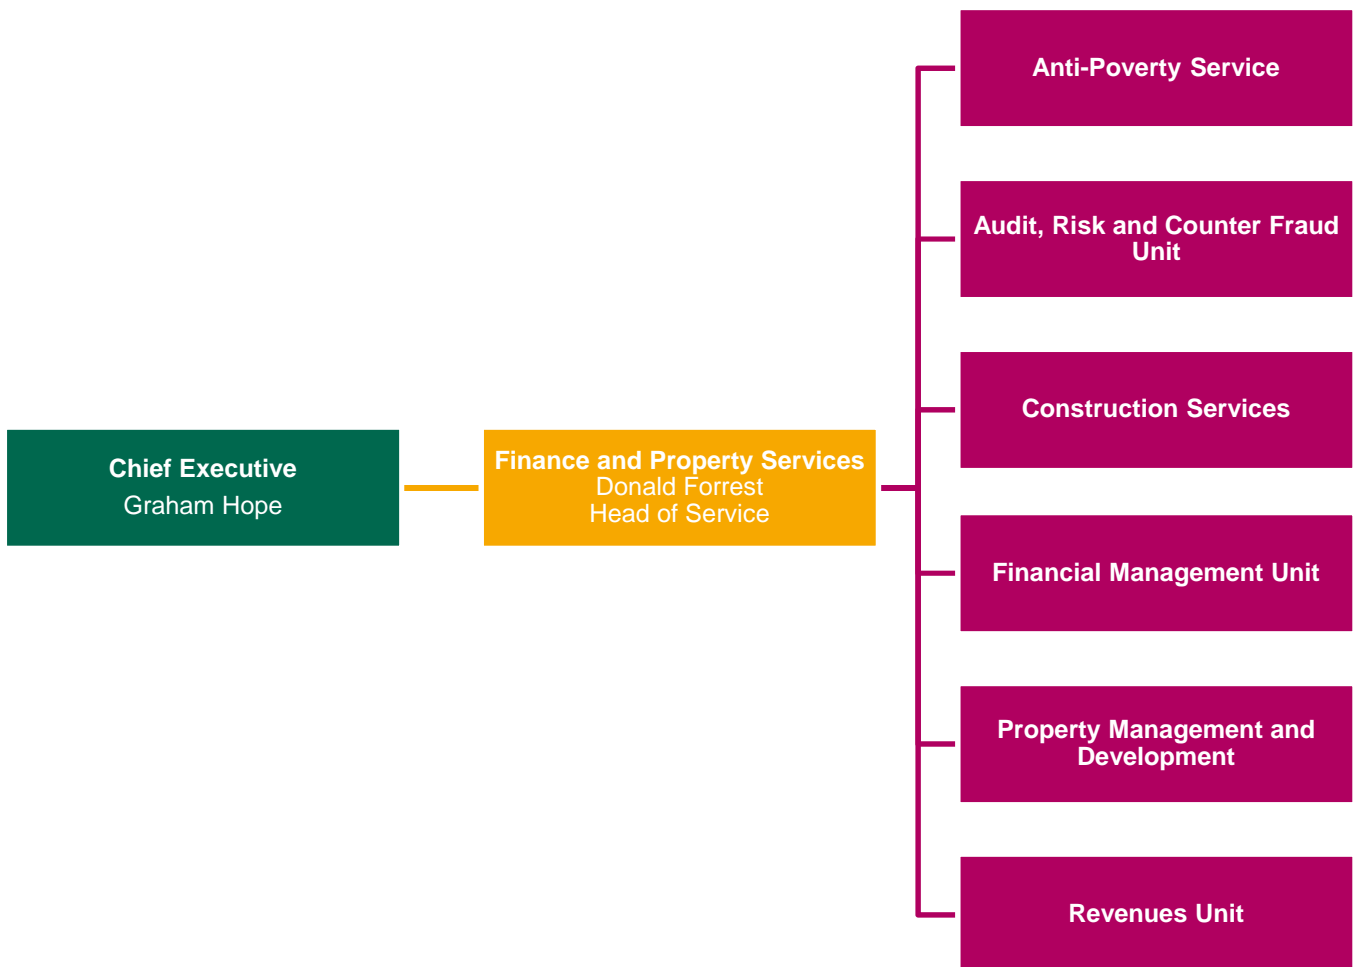 Anti-Poverty Service
Audit, Risk and Counter Fraud
Unit
Construction Services
Chief Executive
Graham Hope
Finance and Property Services
Donald Forrest
Head of Service
Financial Management Unit
Property Management and
Development
Revenues Unit